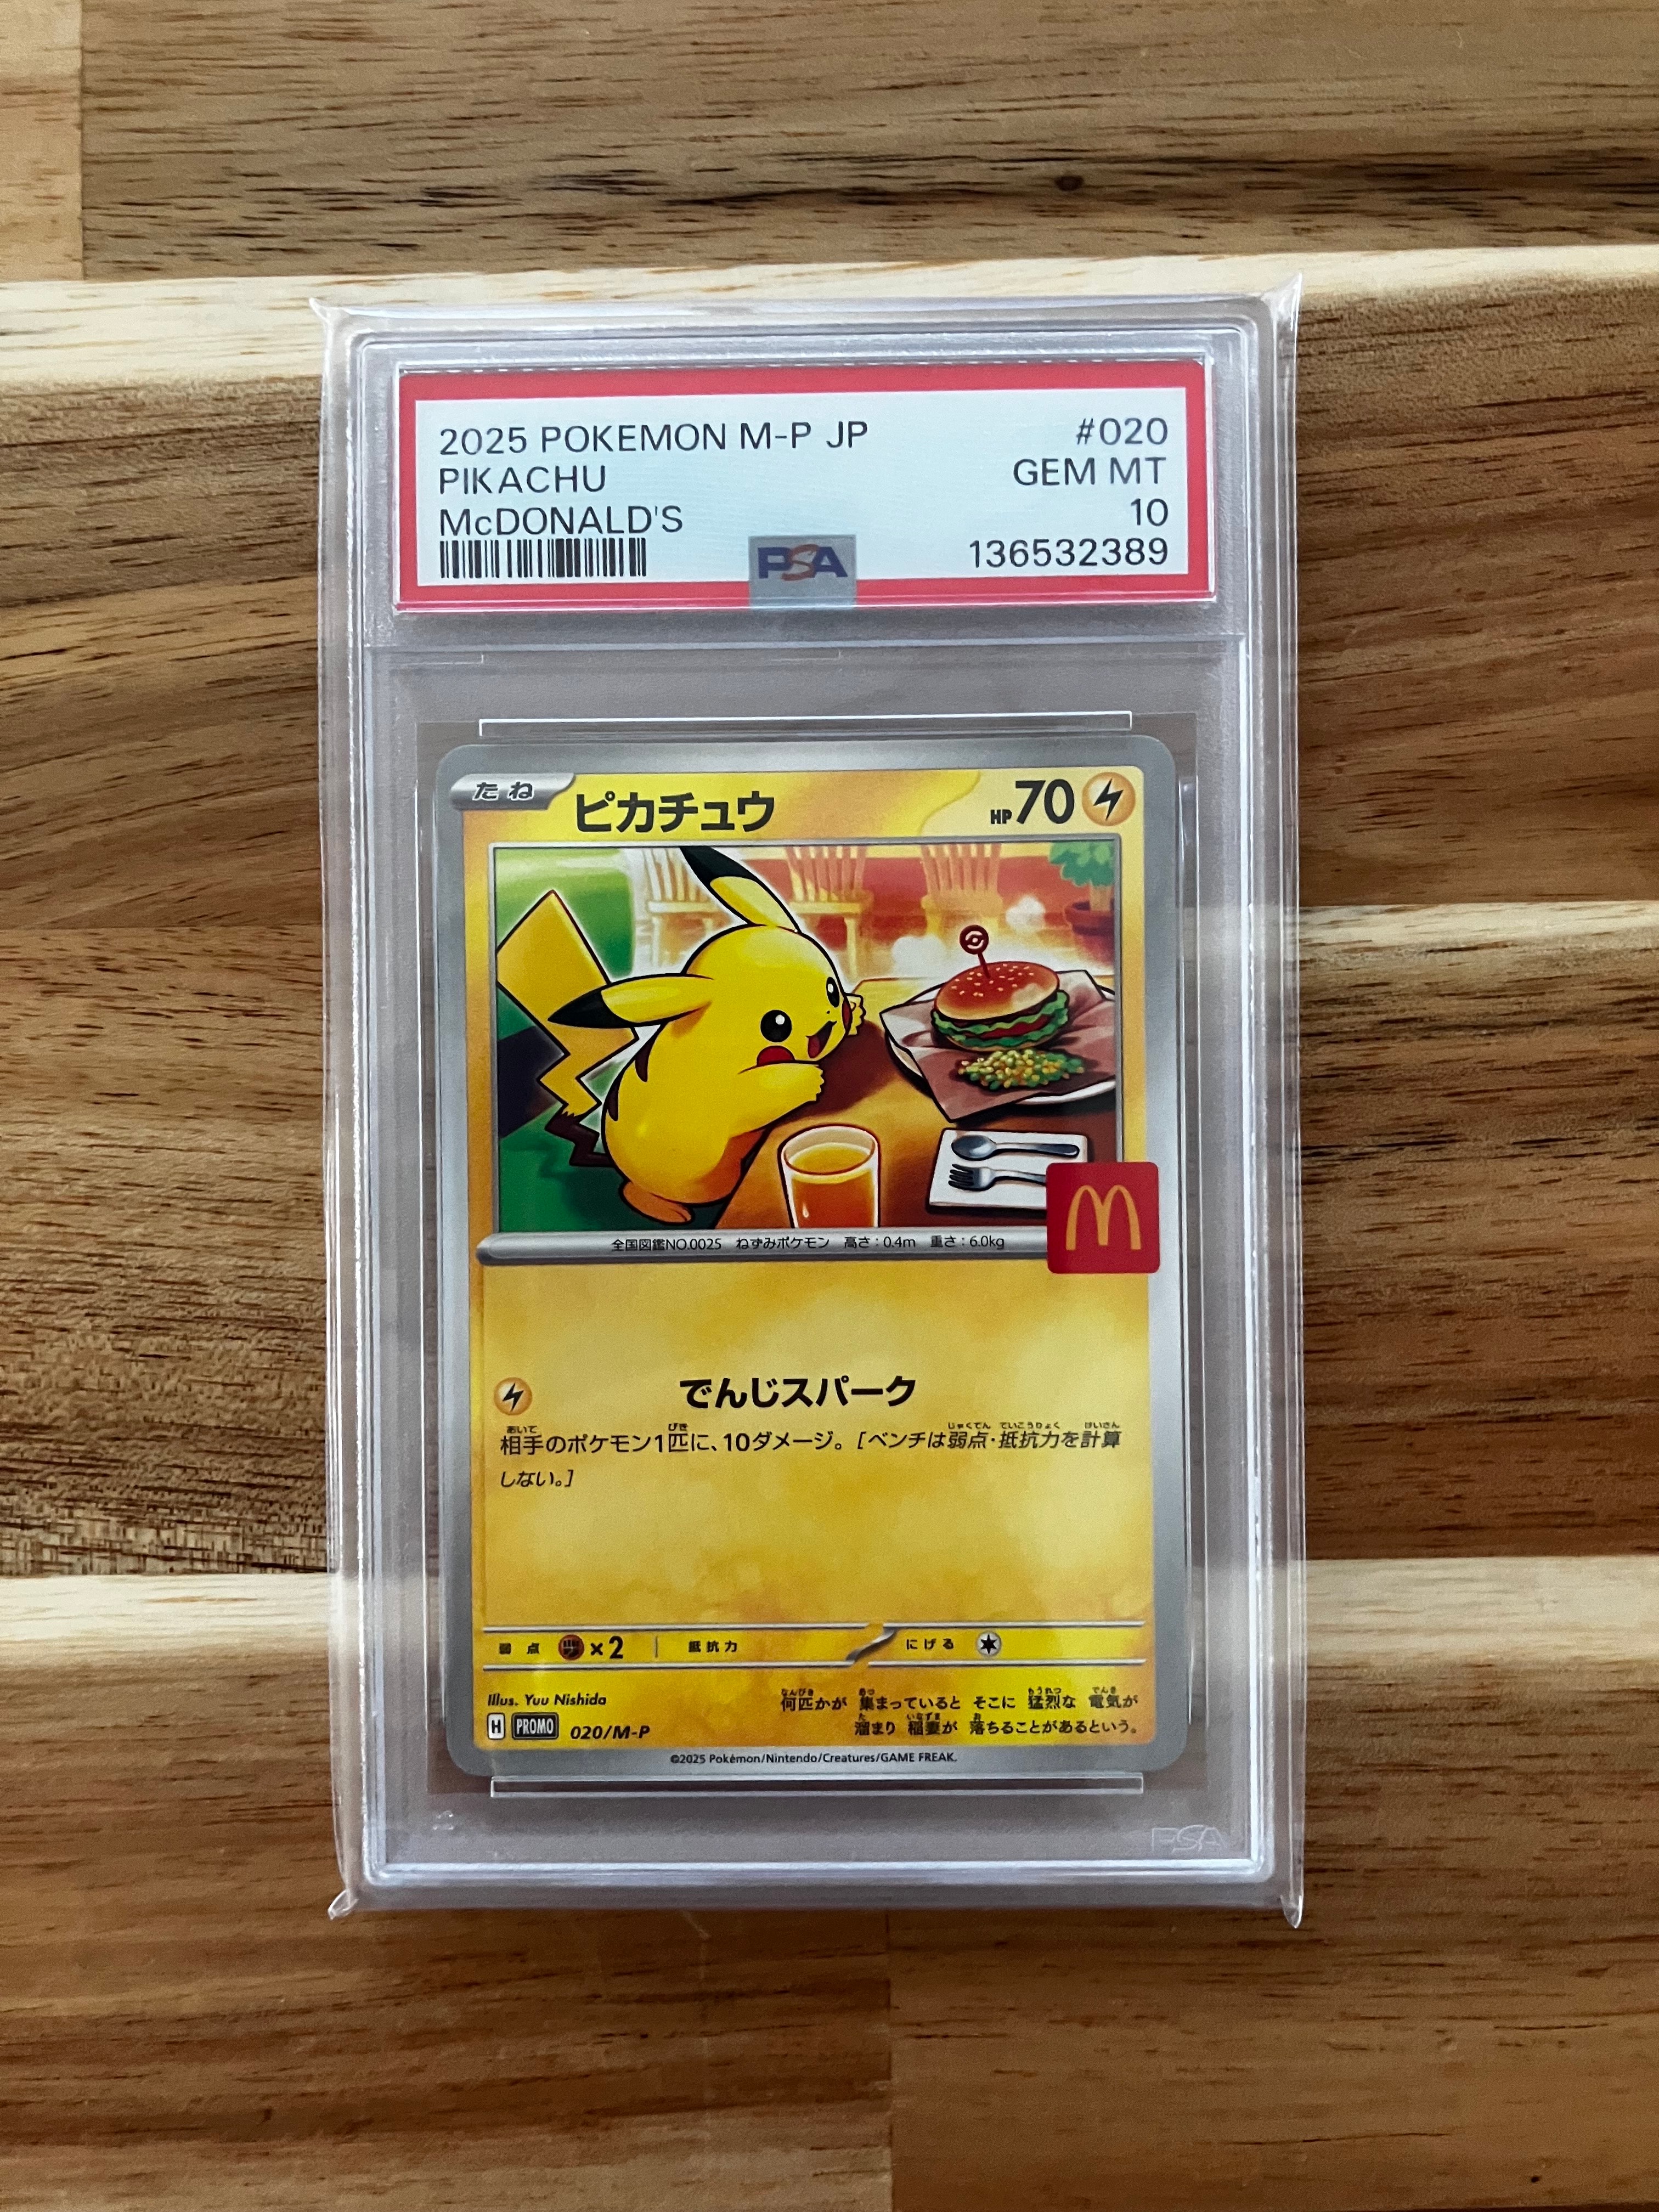 2025 POKEMON M-P JP #020
PIKACHU GEM MT
McDONALD'S 10
PSA 136532389
たね ピカチュウ HP70
全国図鑑NO.0025 ねずみポケモン 高さ:0.4m 重さ:6.0kg
M
でんじスパーク
相手のポケモン1匹に、10ダメージ。[ベンチは弱点・抵抗力を計算
しない。]
弱点 ×2 抵抗力 にげる
Illus. Yuu Nishida
何匹かが 集まっていると そこに 猛烈な 電気が
溜まり 稲妻が 落ちることがあるという。
H PROMO 020/M-P
©2025 Pokémon/Nintendo/Creatures/GAME FREAK.
PSA